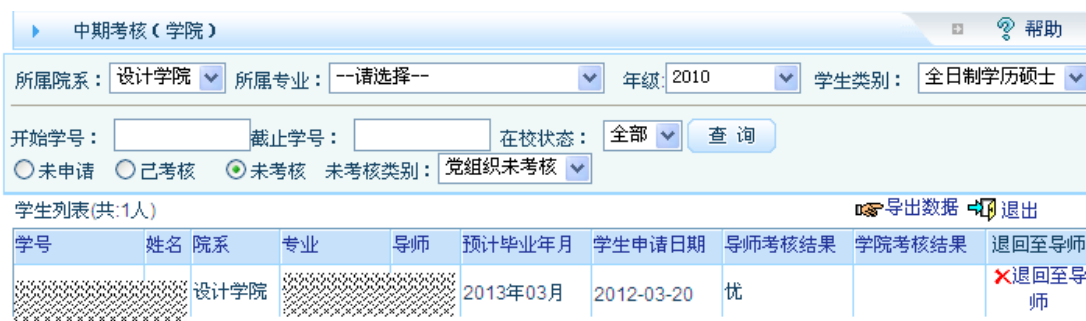 中期考核（学院） 帮助
所属院系： 设计学院 所属专业： --请选择-- 年级: 2010 学生类别： 全日制学历硕士
开始学号： 截止学号： 在校状态： 全部 查 询
未申请 己考核 未考核 未考核类别： 党组织未考核
学生列表(共:1人) 导出数据 退出
学号 姓名 院系 专业 导师 预计毕业年月 学生申请日期 导师考核结果 学院考核结果 退回至导师
设计学院 2013年03月 2012-03-20 优 退回至导
师